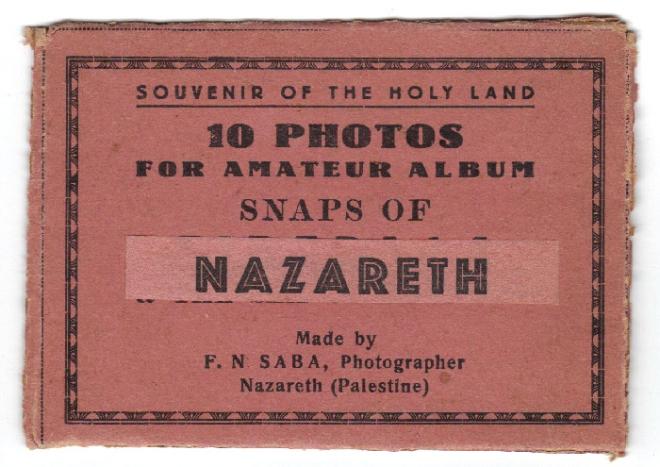 SOUVENIR OF THE HOLY LAND
10 PHOTOS
FOR AMATEUR ALBUM
SNAPS OF
NAZARETH
Made by
F. N SABA, Photographer
Nazareth (Palestine)